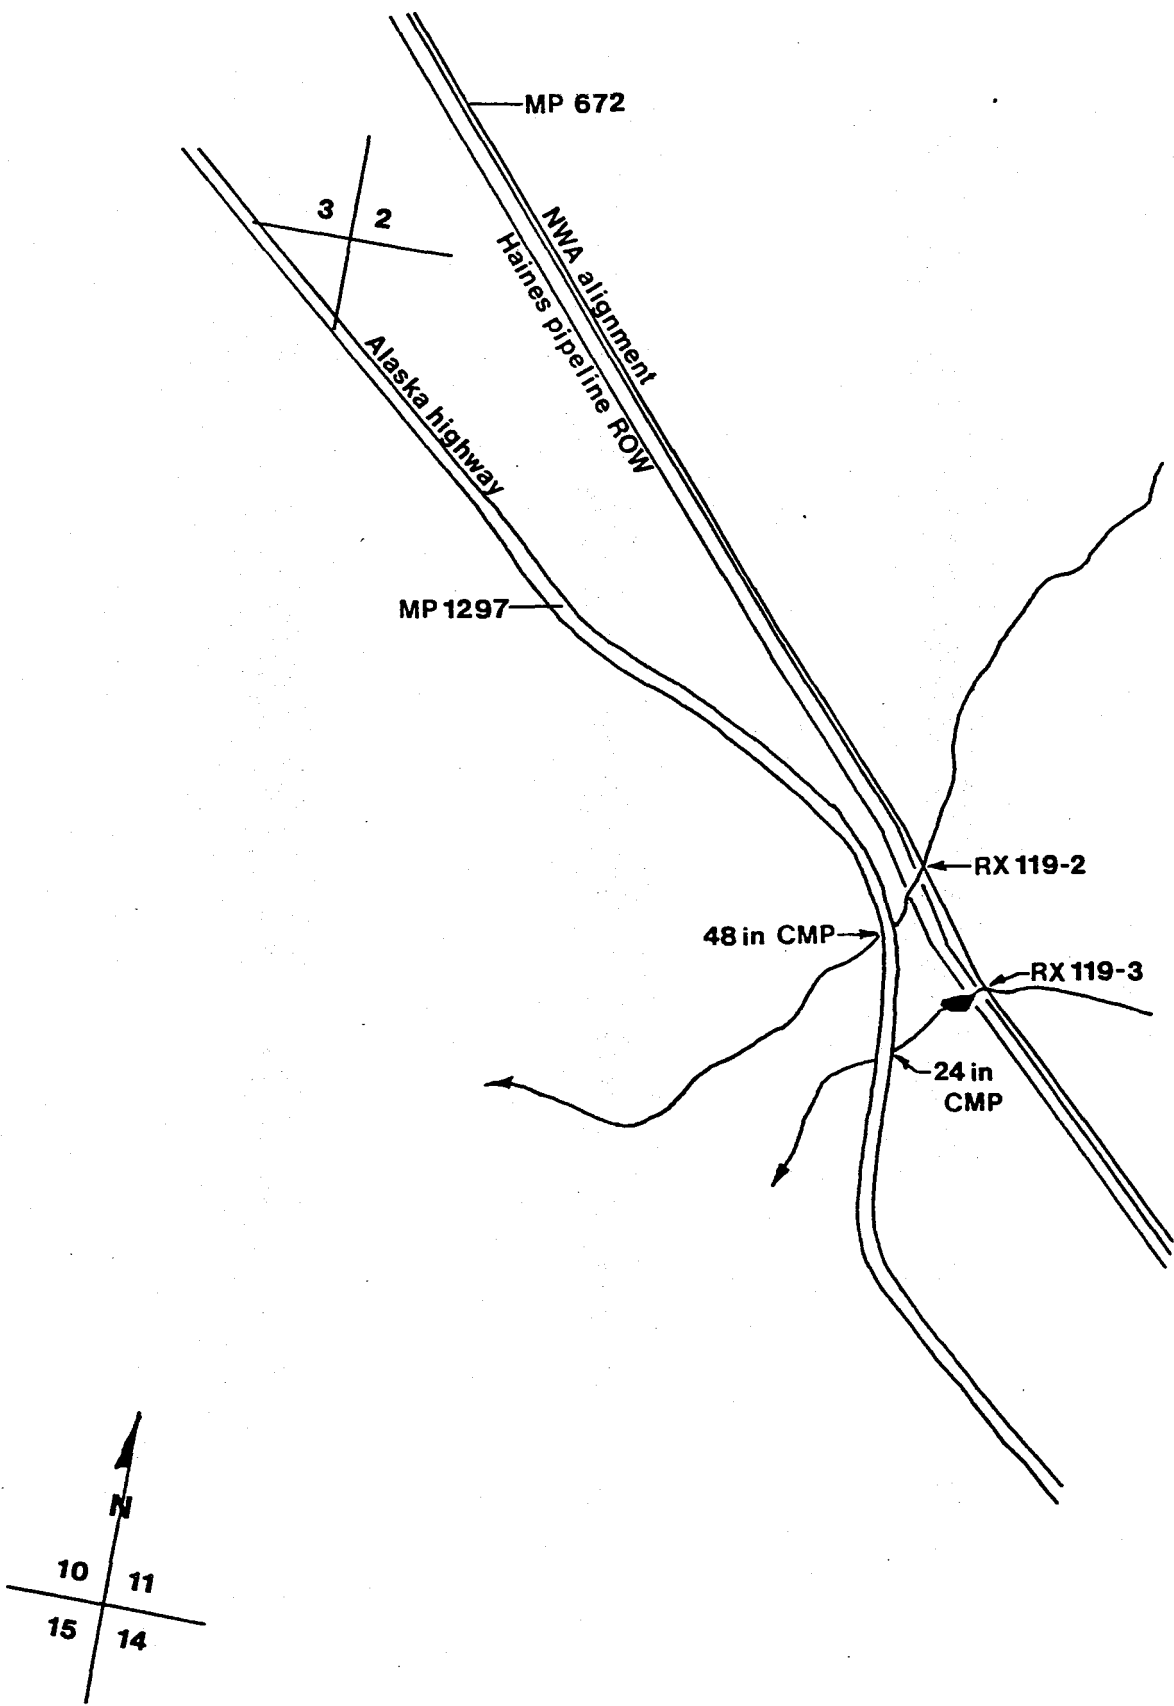 MP 672
3 2
NWA alignment
Haines pipeline ROW
Alaska highway
MP 1297
RX 119-2
48 in CMP
RX 119-3
24 in
CMP
N
10 11
15 14